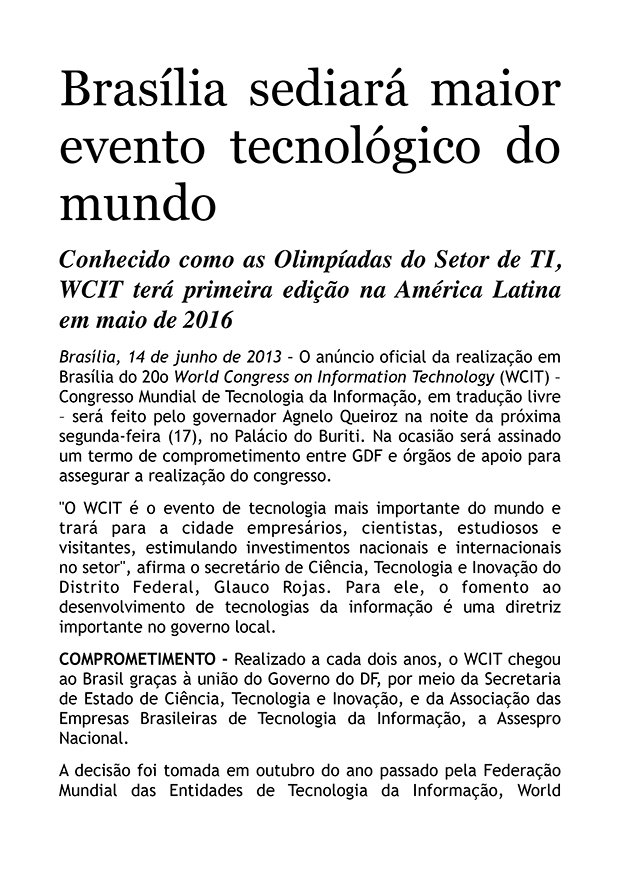 Brasília sediará maior
evento tecnológico do
mundo
Conhecido como as Olimpíadas do Setor de TI,
WCIT terá primeira edição na América Latina
em maio de 2016
Brasília, 14 de junho de 2013 – O anúncio oficial da realização em
Brasília do 20o World Congress on Information Technology (WCIT) –
Congresso Mundial de Tecnologia da Informação, em tradução livre
– será feito pelo governador Agnelo Queiroz na noite da próxima
segunda-feira (17), no Palácio do Buriti. Na ocasião será assinado
um termo de comprometimento entre GDF e órgãos de apoio para
assegurar a realização do congresso.
"O WCIT é o evento de tecnologia mais importante do mundo e
trará para a cidade empresários, cientistas, estudiosos e
visitantes, estimulando investimentos nacionais e internacionais
no setor", afirma o secretário de Ciência, Tecnologia e Inovação do
Distrito Federal, Glauco Rojas. Para ele, o fomento ao
desenvolvimento de tecnologias da informação é uma diretriz
importante no governo local.
COMPROMETIMENTO - Realizado a cada dois anos, o WCIT chegou
ao Brasil graças à união do Governo do DF, por meio da Secretaria
de Estado de Ciência, Tecnologia e Inovação, e da Associação das
Empresas Brasileiras de Tecnologia da Informação, a Assespro
Nacional.
A decisão foi tomada em outubro do ano passado pela Federação
Mundial das Entidades de Tecnologia da Informação, World